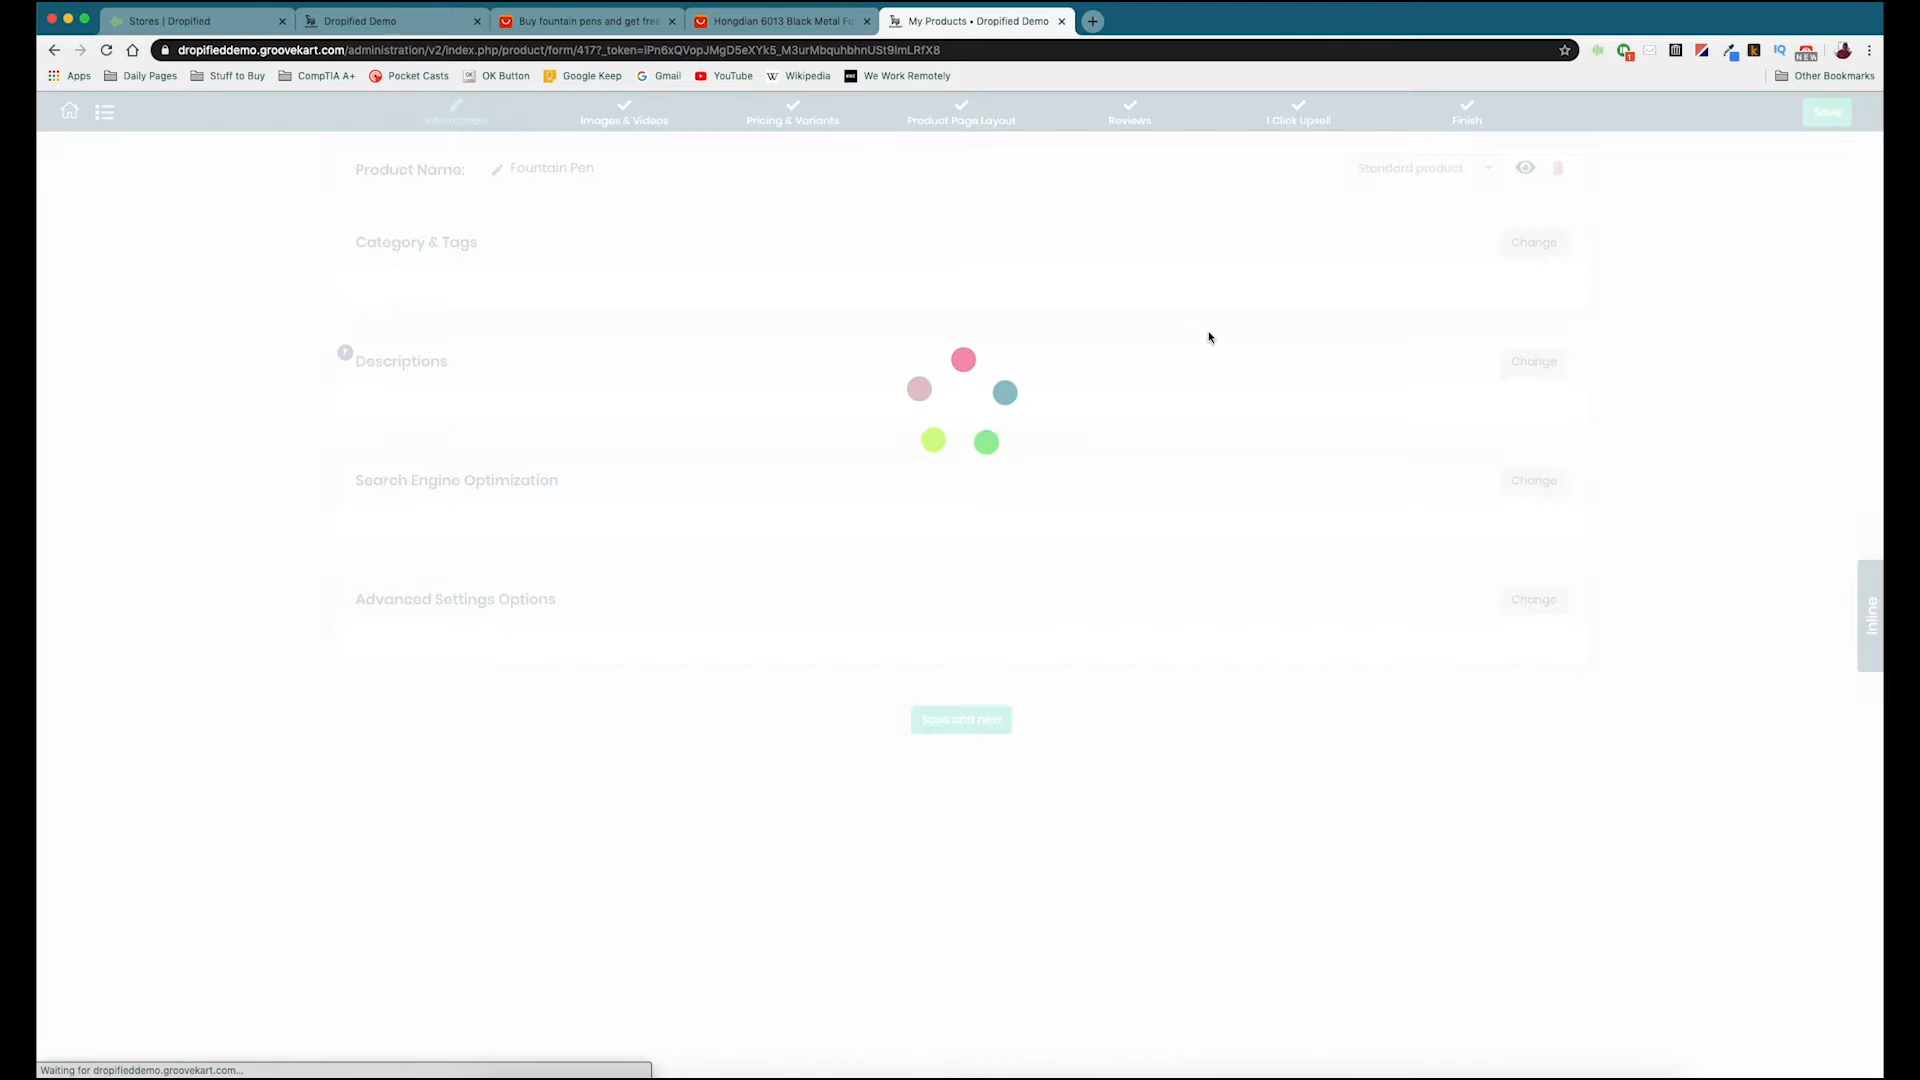 Stores | Dropified
Dropified Demo
Buy fountain pens and get free
Hongdian 6013 Black Metal Fo
My Products • Dropified Demo
dropifieddemo.groovekart.com/administration/v2/index.php/product/form/417?_token=iPn6xQVopJMgD5eXYk5_M3urMbquhbhnUSt9ImLRfX8
Apps
Daily Pages
Stuff to Buy
CompTIA A+
Pocket Casts
OK Button
Google Keep
Gmail
YouTube
Wikipedia
We Work Remotely
Other Bookmarks
Information
Images & Videos
Pricing & Variants
Product Page Layout
Reviews
1 Click Upsell
Finish
Save
Product Name:
Fountain Pen
Standard product
Category & Tags
Change
?
Descriptions
Change
Search Engine Optimization
Change
Advanced Settings Options
Change
Inline
Save and next
Waiting for dropifieddemo.groovekart.com...